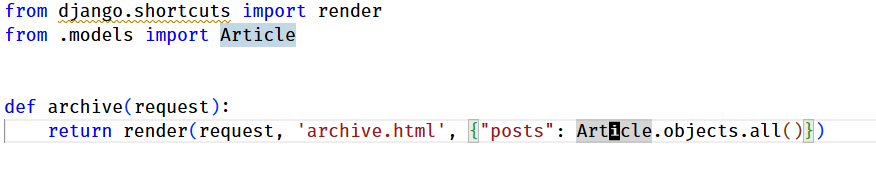 from django.shortcuts import render
from .models import Article
def archive(request):
    return render(request, 'archive.html', {"posts": Article.objects.all()})